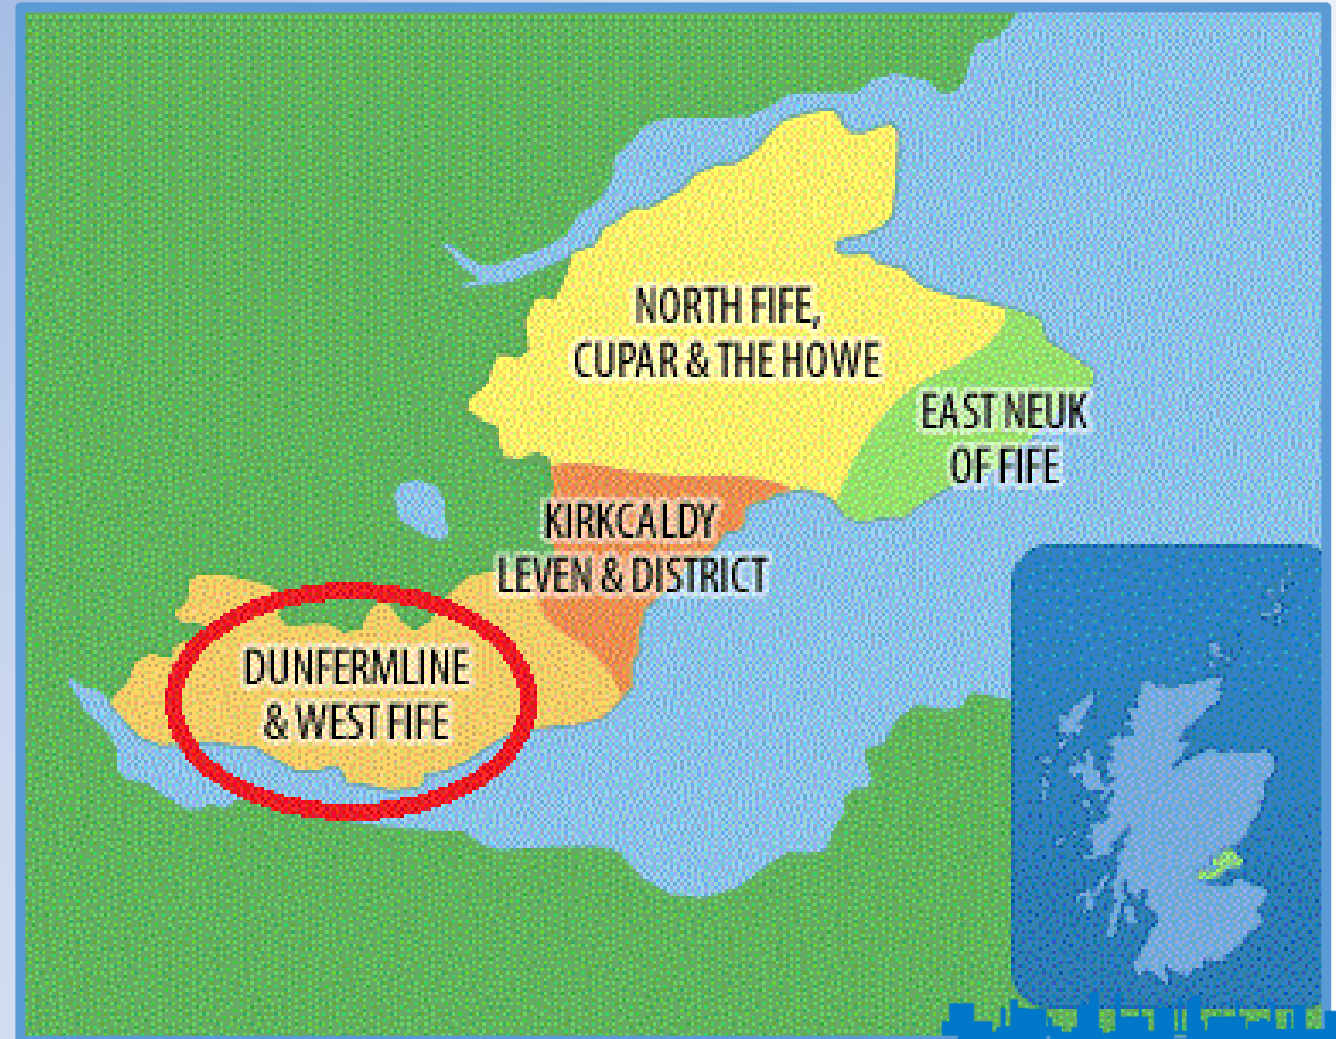 NORTH FIFE,
CUPAR & THE HOWE
EAST NEUK
OF FIFE
KIRKCALDY
LEVEN & DISTRICT
DUNFERMLINE
& WEST FIFE